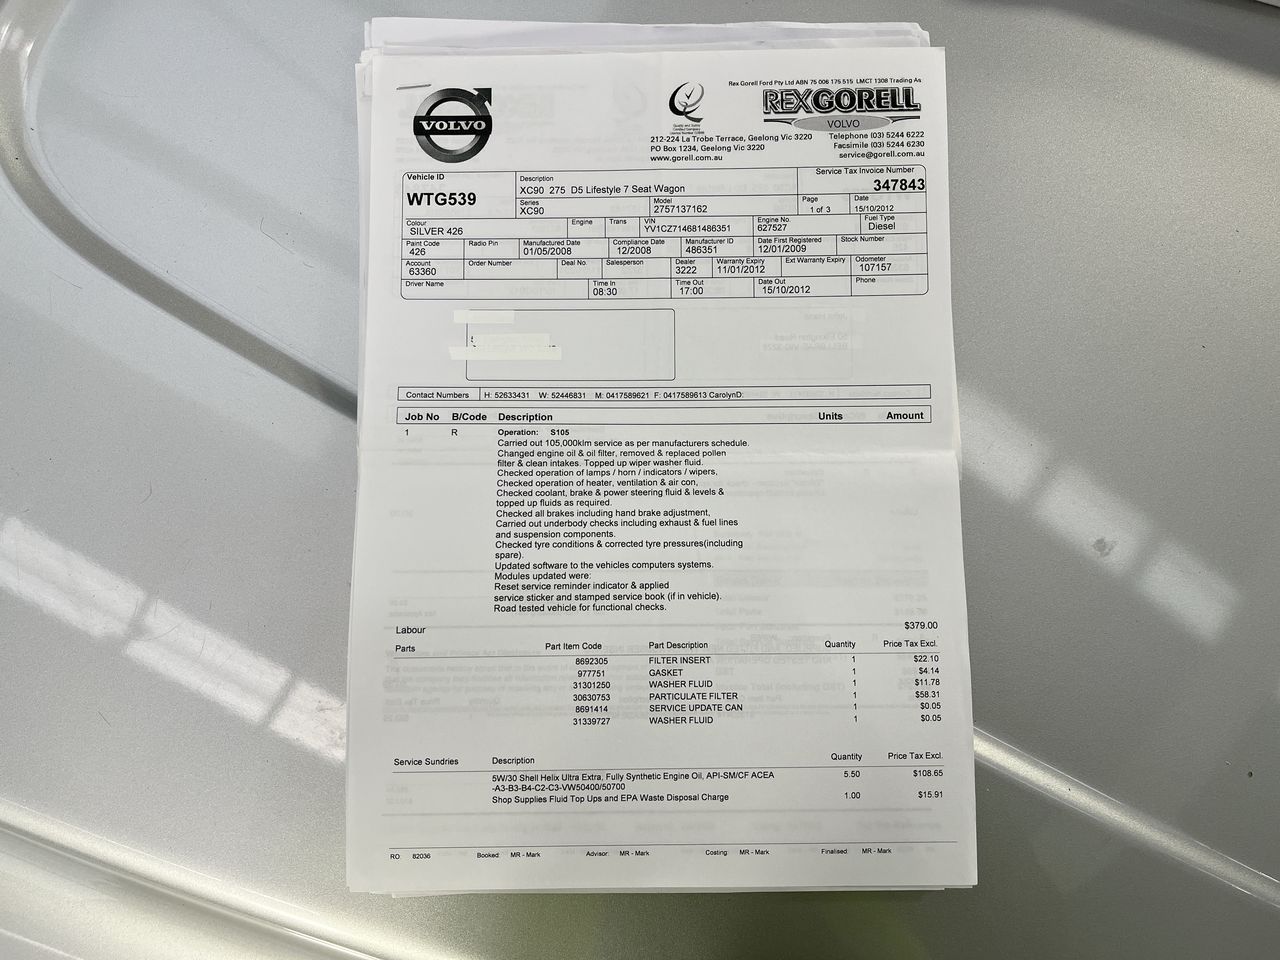 Rex Gorell Ford Pty Ltd ABN 75 006 175 515 LMCT 1308 Trading As
REXGORELL
VOLVO
VOLVO
212-224 La Trobe Terrace, Geelong Vic 3220
PO Box 1234, Geelong Vic 3220
www.gorell.com.au
Telephone (03) 5244 6222
Facsimile (03) 5244 6230
service@gorell.com.au
Vehicle ID
WTG539
Description
XC90 275 D5 Lifestyle 7 Seat Wagon
Service Tax Invoice Number
347843
Series
XC90
Model
2757137162
Page
1 of 3
Date
15/10/2012
Colour
SILVER 426
Engine
Trans
VIN
YV1CZ714681486351
Engine No.
627527
Fuel Type
Diesel
Paint Code
426
Radio Pin
Manufactured Date
01/05/2008
Compliance Date
12/2008
Manufacturer ID
486351
Date First Registered
12/01/2009
Stock Number
Account
63360
Order Number
Deal No.
Salesperson
Dealer
3222
Warranty Expiry
11/01/2012
Ext Warranty Expiry
Odometer
107157
Driver Name
Time In
08:30
Time Out
17:00
Date Out
15/10/2012
Phone
Contact Numbers H: 52633431 W: 52446831 M: 0417589621 F: 0417589613 CarolynD:
Job No B/Code Description Units Amount
1 R Operation: S105
Carried out 105,000klm service as per manufacturers schedule.
Changed engine oil & oil filter, removed & replaced pollen
filter & clean intakes. Topped up wiper washer fluid.
Checked operation of lamps / horn / indicators / wipers,
Checked operation of heater, ventilation & air con,
Checked coolant, brake & power steering fluid & levels &
topped up fluids as required.
Checked all brakes including hand brake adjustment,
Carried out underbody checks including exhaust & fuel lines
and suspension components.
Checked tyre conditions & corrected tyre pressures(including
spare).
Updated software to the vehicles computers systems.
Modules updated were:
Reset service reminder indicator & applied
service sticker and stamped service book (if in vehicle).
Road tested vehicle for functional checks.
Labour $379.00
Parts Part Item Code Part Description Quantity Price Tax Excl.
8692305 FILTER INSERT 1 $22.10
977751 GASKET 1 $4.14
31301250 WASHER FLUID 1 $11.78
30630753 PARTICULATE FILTER 1 $58.31
8691414 SERVICE UPDATE CAN 1 $0.05
31339727 WASHER FLUID 1 $0.05
Service Sundries Description Quantity Price Tax Excl.
5W/30 Shell Helix Ultra Extra, Fully Synthetic Engine Oil, API-SM/CF ACEA 5.50 $108.65
-A3-B3-B4-C2-C3-VW50400/50700
Shop Supplies Fluid Top Ups and EPA Waste Disposal Charge 1.00 $15.91
RO: 82036 Booked: MR - Mark Advisor: MR - Mark Costing: MR - Mark Finalised: MR - Mark